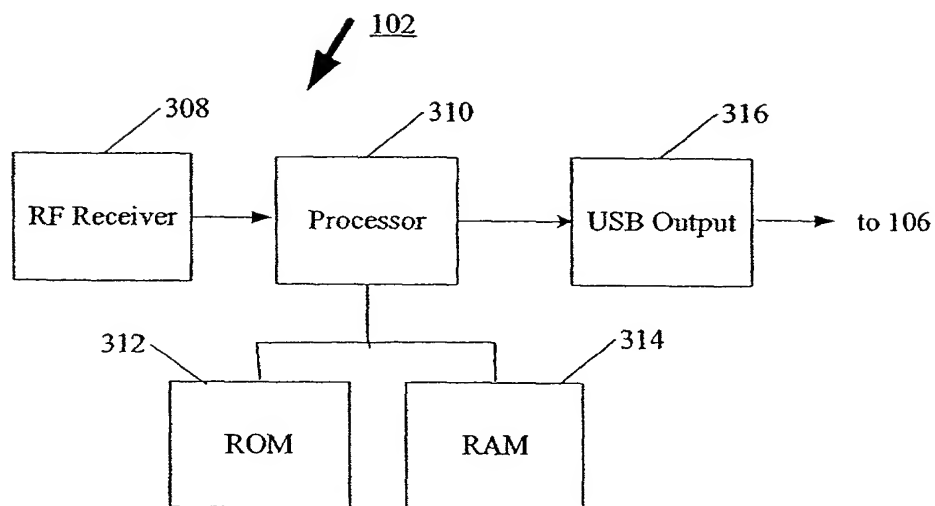 102
308
310
316
RF Receiver
Processor
USB Output
to 106
312
314
ROM
RAM